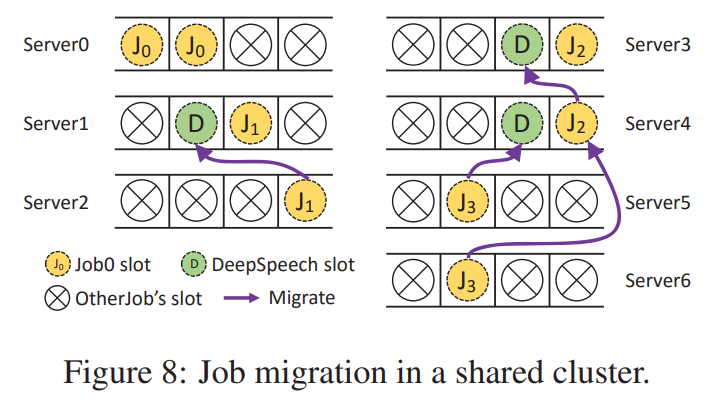 Server0 J0 J0 D J2 Server3
Server1 D J1 D J2 Server4
Server2 J1 J3 Server5
J0 Job0 slot D DeepSpeech slot J3 Server6
OtherJob's slot Migrate
Figure 8: Job migration in a shared cluster.